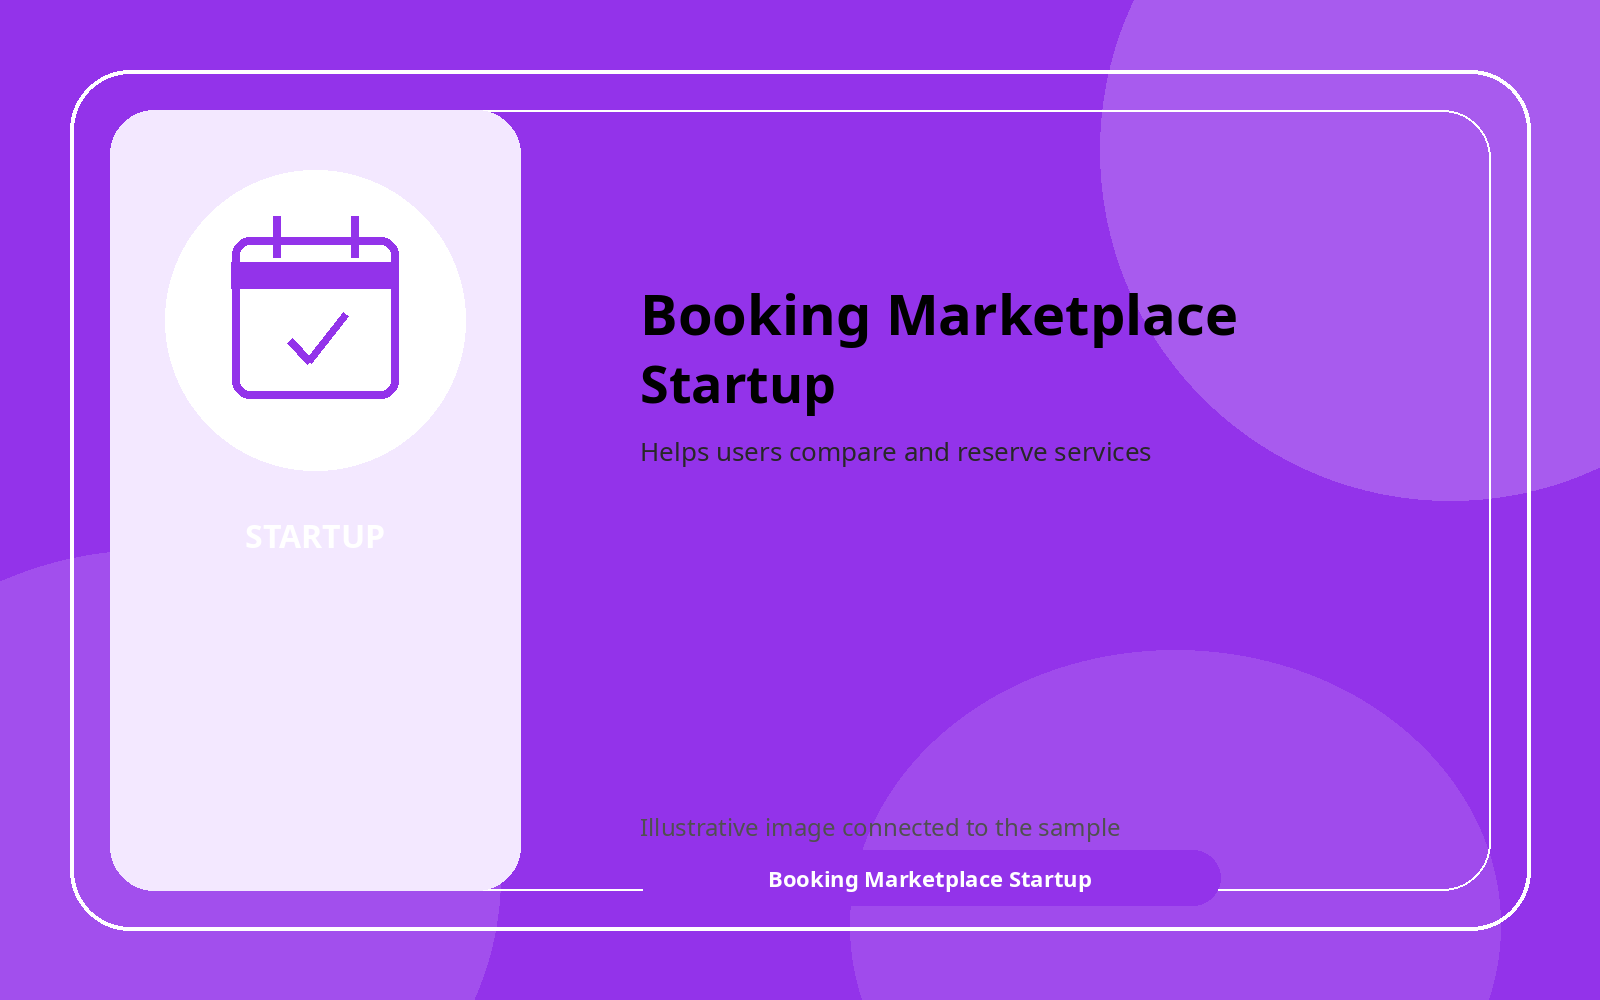 STARTUP
Booking Marketplace
Startup
Helps users compare and reserve services
Illustrative image connected to the sample
Booking Marketplace Startup